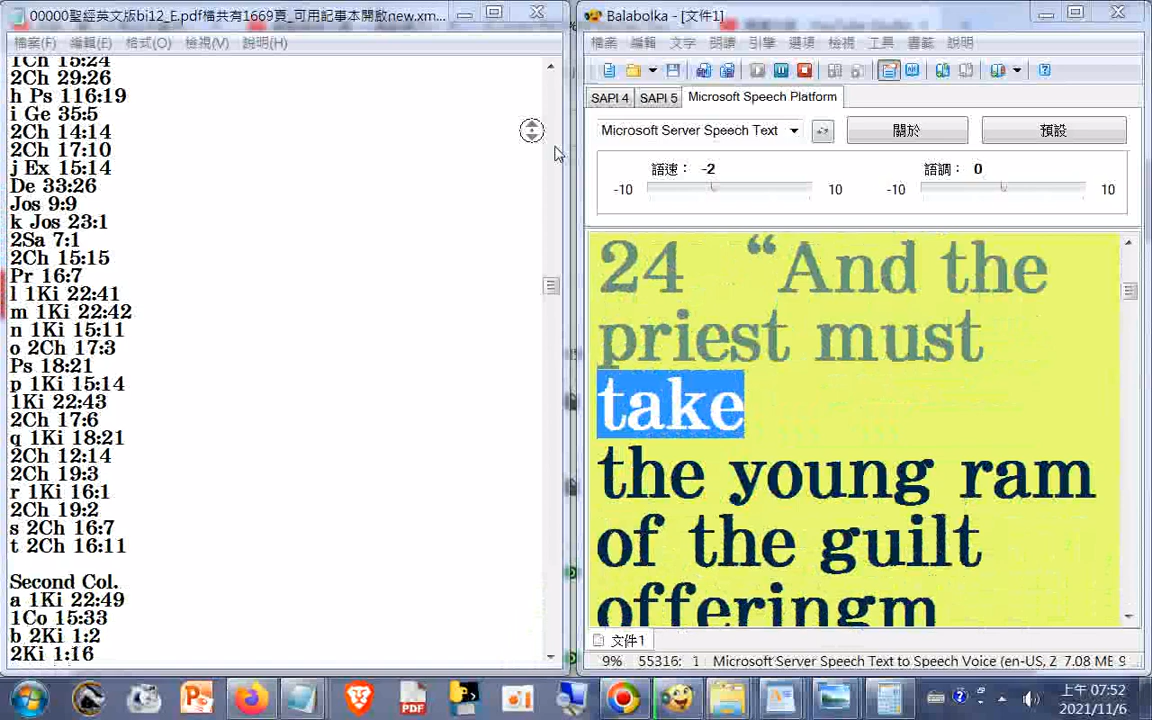 00000聖經英文版bi12_E.pdf檔共有1669頁_可用記事本開啟new.xm...
檔案(F) 編輯(E) 格式(O) 檢視(V) 說明(H)
1Ch 15:24
2Ch 29:26
h Ps 116:19
i Ge 35:5
2Ch 14:14
2Ch 17:10
j Ex 15:14
De 33:26
Jos 9:9
k Jos 23:1
2Sa 7:1
2Ch 15:15
Pr 16:7
l 1Ki 22:41
m 1Ki 22:42
n 1Ki 15:11
o 2Ch 17:3
Ps 18:21
p 1Ki 15:14
1Ki 22:43
2Ch 17:6
q 1Ki 18:21
2Ch 12:14
2Ch 19:3
r 1Ki 16:1
2Ch 19:2
s 2Ch 16:7
t 2Ch 16:11
Second Col.
a 1Ki 22:49
1Co 15:33
b 2Ki 1:2
2Ki 1:16
Balabolka - [文件1]
檔案 編輯 文字 朗讀 引擎 選項 檢視 工具 書籤 說明
SAPI 4 SAPI 5 Microsoft Speech Platform
Microsoft Server Speech Text 關於 預設
語速： -2 語調： 0
-10 10 -10 10
24 “And the
priest must
take
the young ram
of the guilt
offeringm
文件1
9% 55316: 1 Microsoft Server Speech Text to Speech Voice (en-US, 2 7.08 MB 9
PDF
上午 07:52
2021/11/6